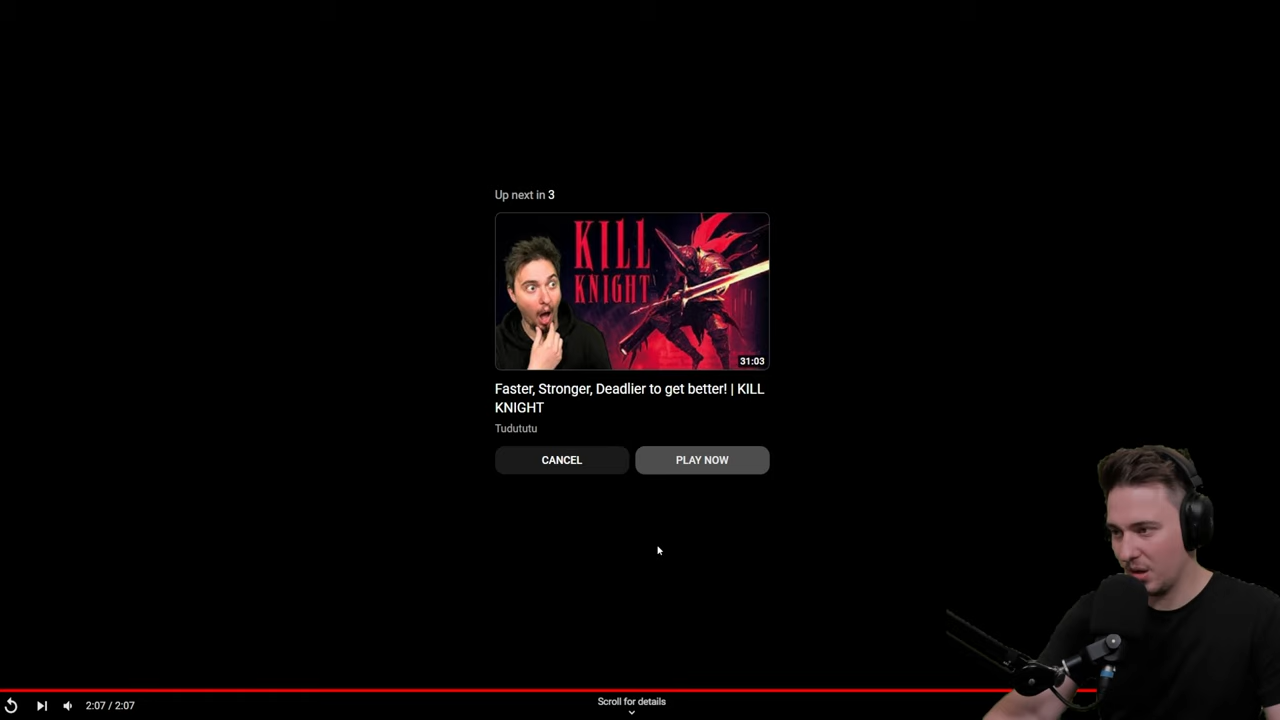 Up next in 3
KILL
KNIGHT
31:03
Faster, Stronger, Deadlier to get better! | KILL
KNIGHT
Tudututu
CANCEL
PLAY NOW
2:07 / 2:07
Scroll for details